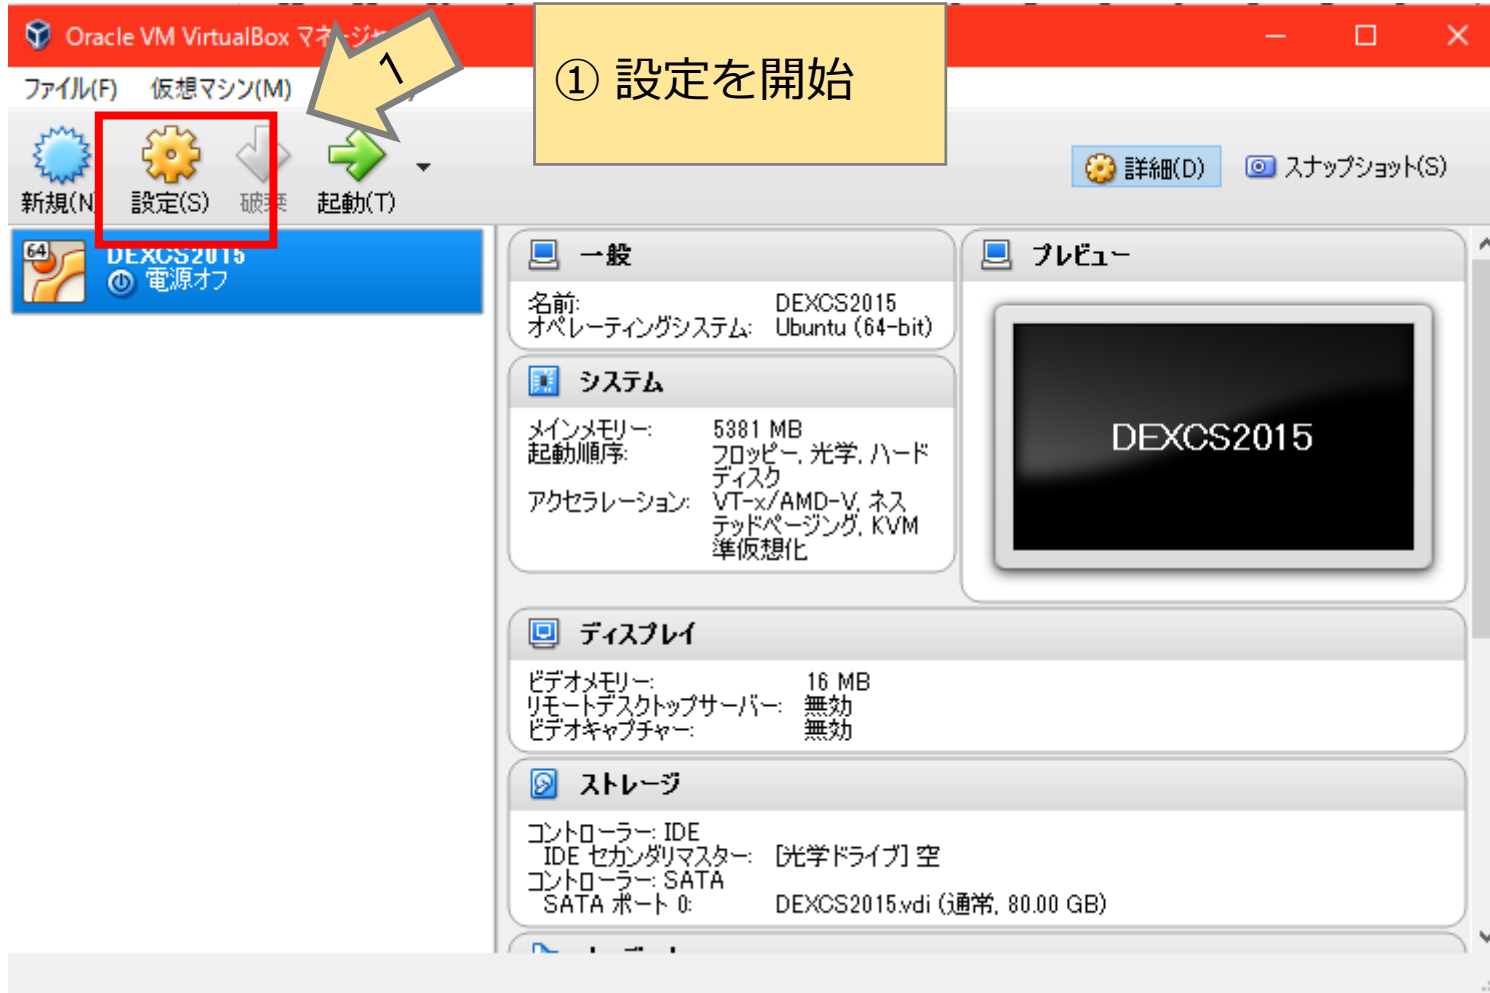 Oracle VM VirtualBox マネージャー
1
① 設定を開始
ファイル(F) 仮想マシン(M)
新規(N) 設定(S) 破棄 起動(T)
詳細(D) スナップショット(S)
64
DEXCS2015
電源オフ
一般
名前: DEXCS2015
オペレーティングシステム: Ubuntu (64-bit)
システム
メインメモリー: 5381 MB
起動順序: フロッピー, 光学, ハード
ディスク
アクセラレーション: VT-x/AMD-V, ネス
テッドページング, KVM
準仮想化
プレビュー
DEXCS2015
ディスプレイ
ビデオメモリー: 16 MB
リモートデスクトップサーバー: 無効
ビデオキャプチャー: 無効
ストレージ
コントローラー: IDE
IDE セカンダリマスター: [光学ドライブ] 空
コントローラー: SATA
SATA ポート 0: DEXCS2015.vdi (通常, 80.00 GB)